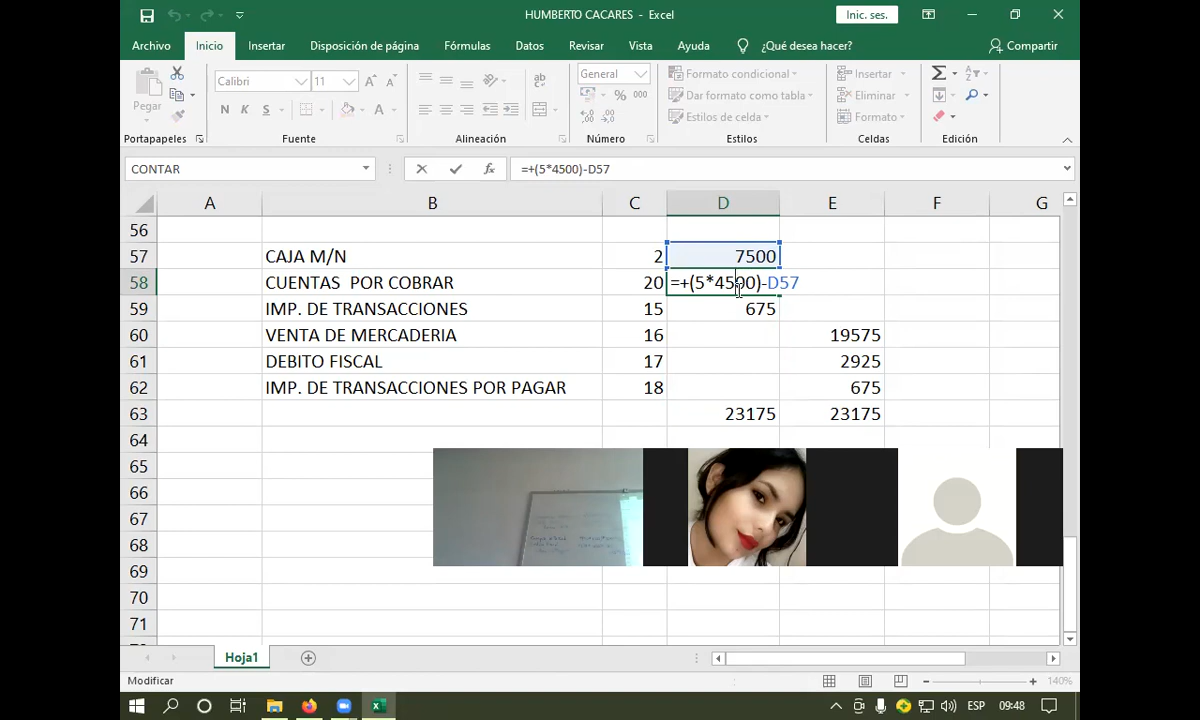 HUMBERTO CACARES - Excel
Inic. ses.
Archivo Inicio Insertar Disposición de página Fórmulas Datos Revisar Vista Ayuda ¿Qué desea hacer? Compartir
Pegar
Calibri 11
General
Formato condicional
Dar formato como tabla
Estilos de celda
Insertar
Eliminar
Formato
N K S
% 000
Portapapeles Fuente Alineación Número Estilos Celdas Edición
CONTAR =+(5*4500)-D57
A B C D E F G
56
57 CAJA M/N 2 7500
58 CUENTAS POR COBRAR 20 =+(5*4500)-D57
59 IMP. DE TRANSACCIONES 15 675
60 VENTA DE MERCADERIA 16 19575
61 DEBITO FISCAL 17 2925
62 IMP. DE TRANSACCIONES POR PAGAR 18 675
63 23175 23175
64
65
66
67
68
69
70
71
Hoja1
Modificar 140%
ESP 09:48